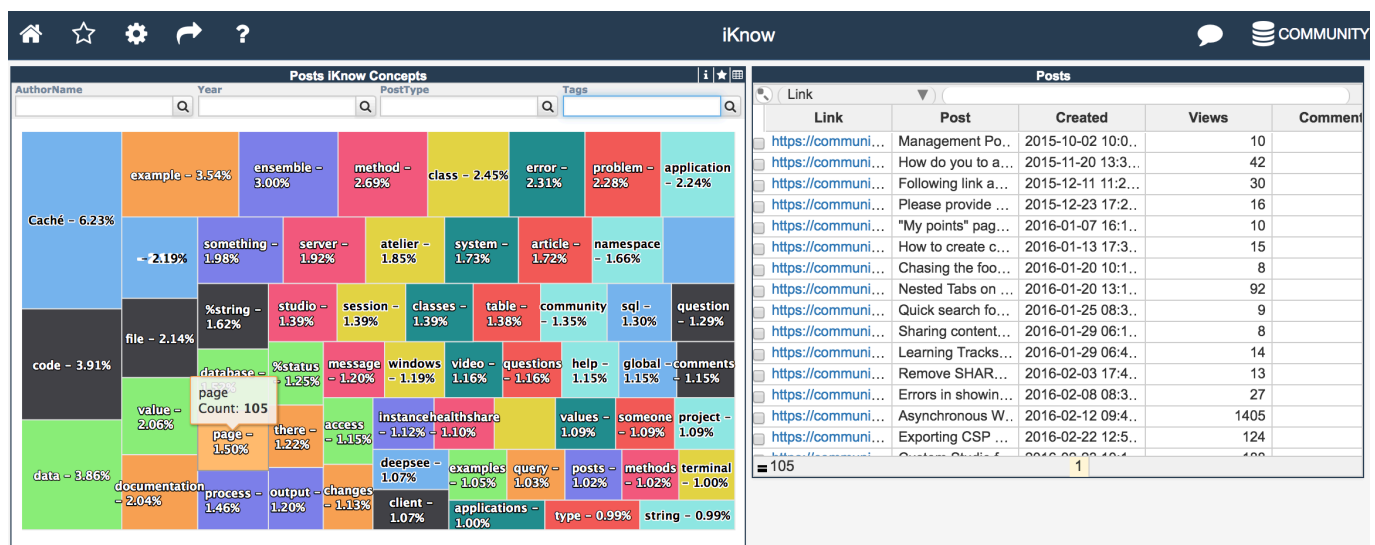 iKnow
COMMUNITY
Posts iKnow Concepts
AuthorName
Year
PostType
Tags
Caché – 6.23%
example – 3.54%
ensemble –
3.00%
method –
2.69%
class – 2.45%
error –
2.31%
problem –
2.28%
application
– 2.24%
– 2.19%
something –
1.98%
server –
1.92%
atelier –
1.85%
system –
1.73%
article –
1.72%
namespace
– 1.66%
code – 3.91%
file – 2.14%
%string –
1.62%
studio –
1.39%
session –
1.39%
classes –
1.39%
table –
1.38%
community
– 1.35%
sql –
1.30%
question
– 1.29%
database –
%status
– 1.25%
message
– 1.20%
windows
– 1.19%
video –
1.16%
questions
– 1.16%
help –
1.15%
global –
1.15%
comments
– 1.15%
page
Count: 105
value –
2.06%
page –
1.50%
there –
1.22%
access
– 1.15%
instance
– 1.12%
healthshare
– 1.10%
values –
1.09%
someone
– 1.09%
project –
1.09%
data – 3.86%
documentation
– 2.04%
process –
1.46%
output –
1.20%
changes
– 1.13%
deepsee –
1.07%
examples
– 1.05%
query –
1.03%
posts –
1.02%
methods
– 1.02%
terminal
– 1.00%
client –
1.07%
applications –
1.00%
type – 0.99%
string – 0.99%
Posts
Link
Link Post Created Views Comment
https://communi... Management Po.. 2015-10-02 10:0.. 10
https://communi... How do you to a... 2015-11-20 13:3... 42
https://communi... Following link a... 2015-12-11 11:2... 30
https://communi... Please provide ... 2015-12-23 17:2.. 16
https://communi... "My points" pag... 2016-01-07 16:1.. 10
https://communi... How to create c... 2016-01-13 17:3.. 15
https://communi... Chasing the foo... 2016-01-20 10:1.. 8
https://communi... Nested Tabs on ... 2016-01-20 13:1.. 92
https://communi... Quick search fo... 2016-01-25 08:3.. 9
https://communi... Sharing content... 2016-01-29 06:1.. 8
https://communi... Learning Tracks... 2016-01-29 06:4.. 14
https://communi... Remove SHAR... 2016-02-03 17:4.. 13
https://communi... Errors in showin... 2016-02-08 08:3.. 27
https://communi... Asynchronous W... 2016-02-12 09:4.. 1405
https://communi... Exporting CSP ... 2016-02-22 12:5.. 124
105
1